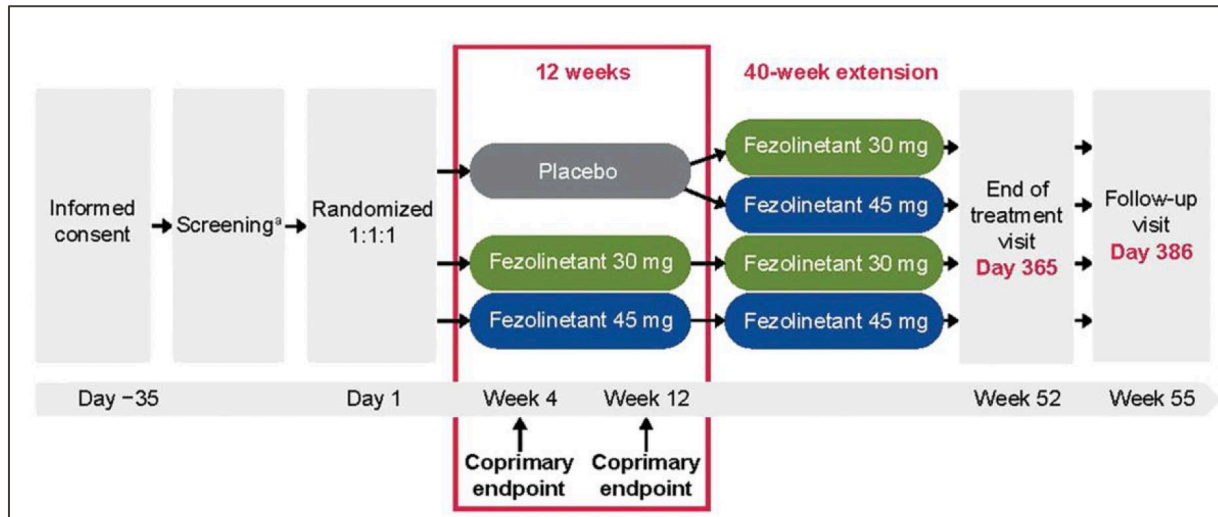 12 weeks
40-week extension
Informed
consent
Screeningᵃ
Randomized
1:1:1
Placebo
Fezolinetant 30 mg
Fezolinetant 45 mg
Fezolinetant 30 mg
Fezolinetant 45 mg
Fezolinetant 30 mg
Fezolinetant 45 mg
End of
treatment
visit
Day 365
Follow-up
visit
Day 386
Day −35
Day 1
Week 4
Week 12
Week 52
Week 55
Coprimary
endpoint
Coprimary
endpoint